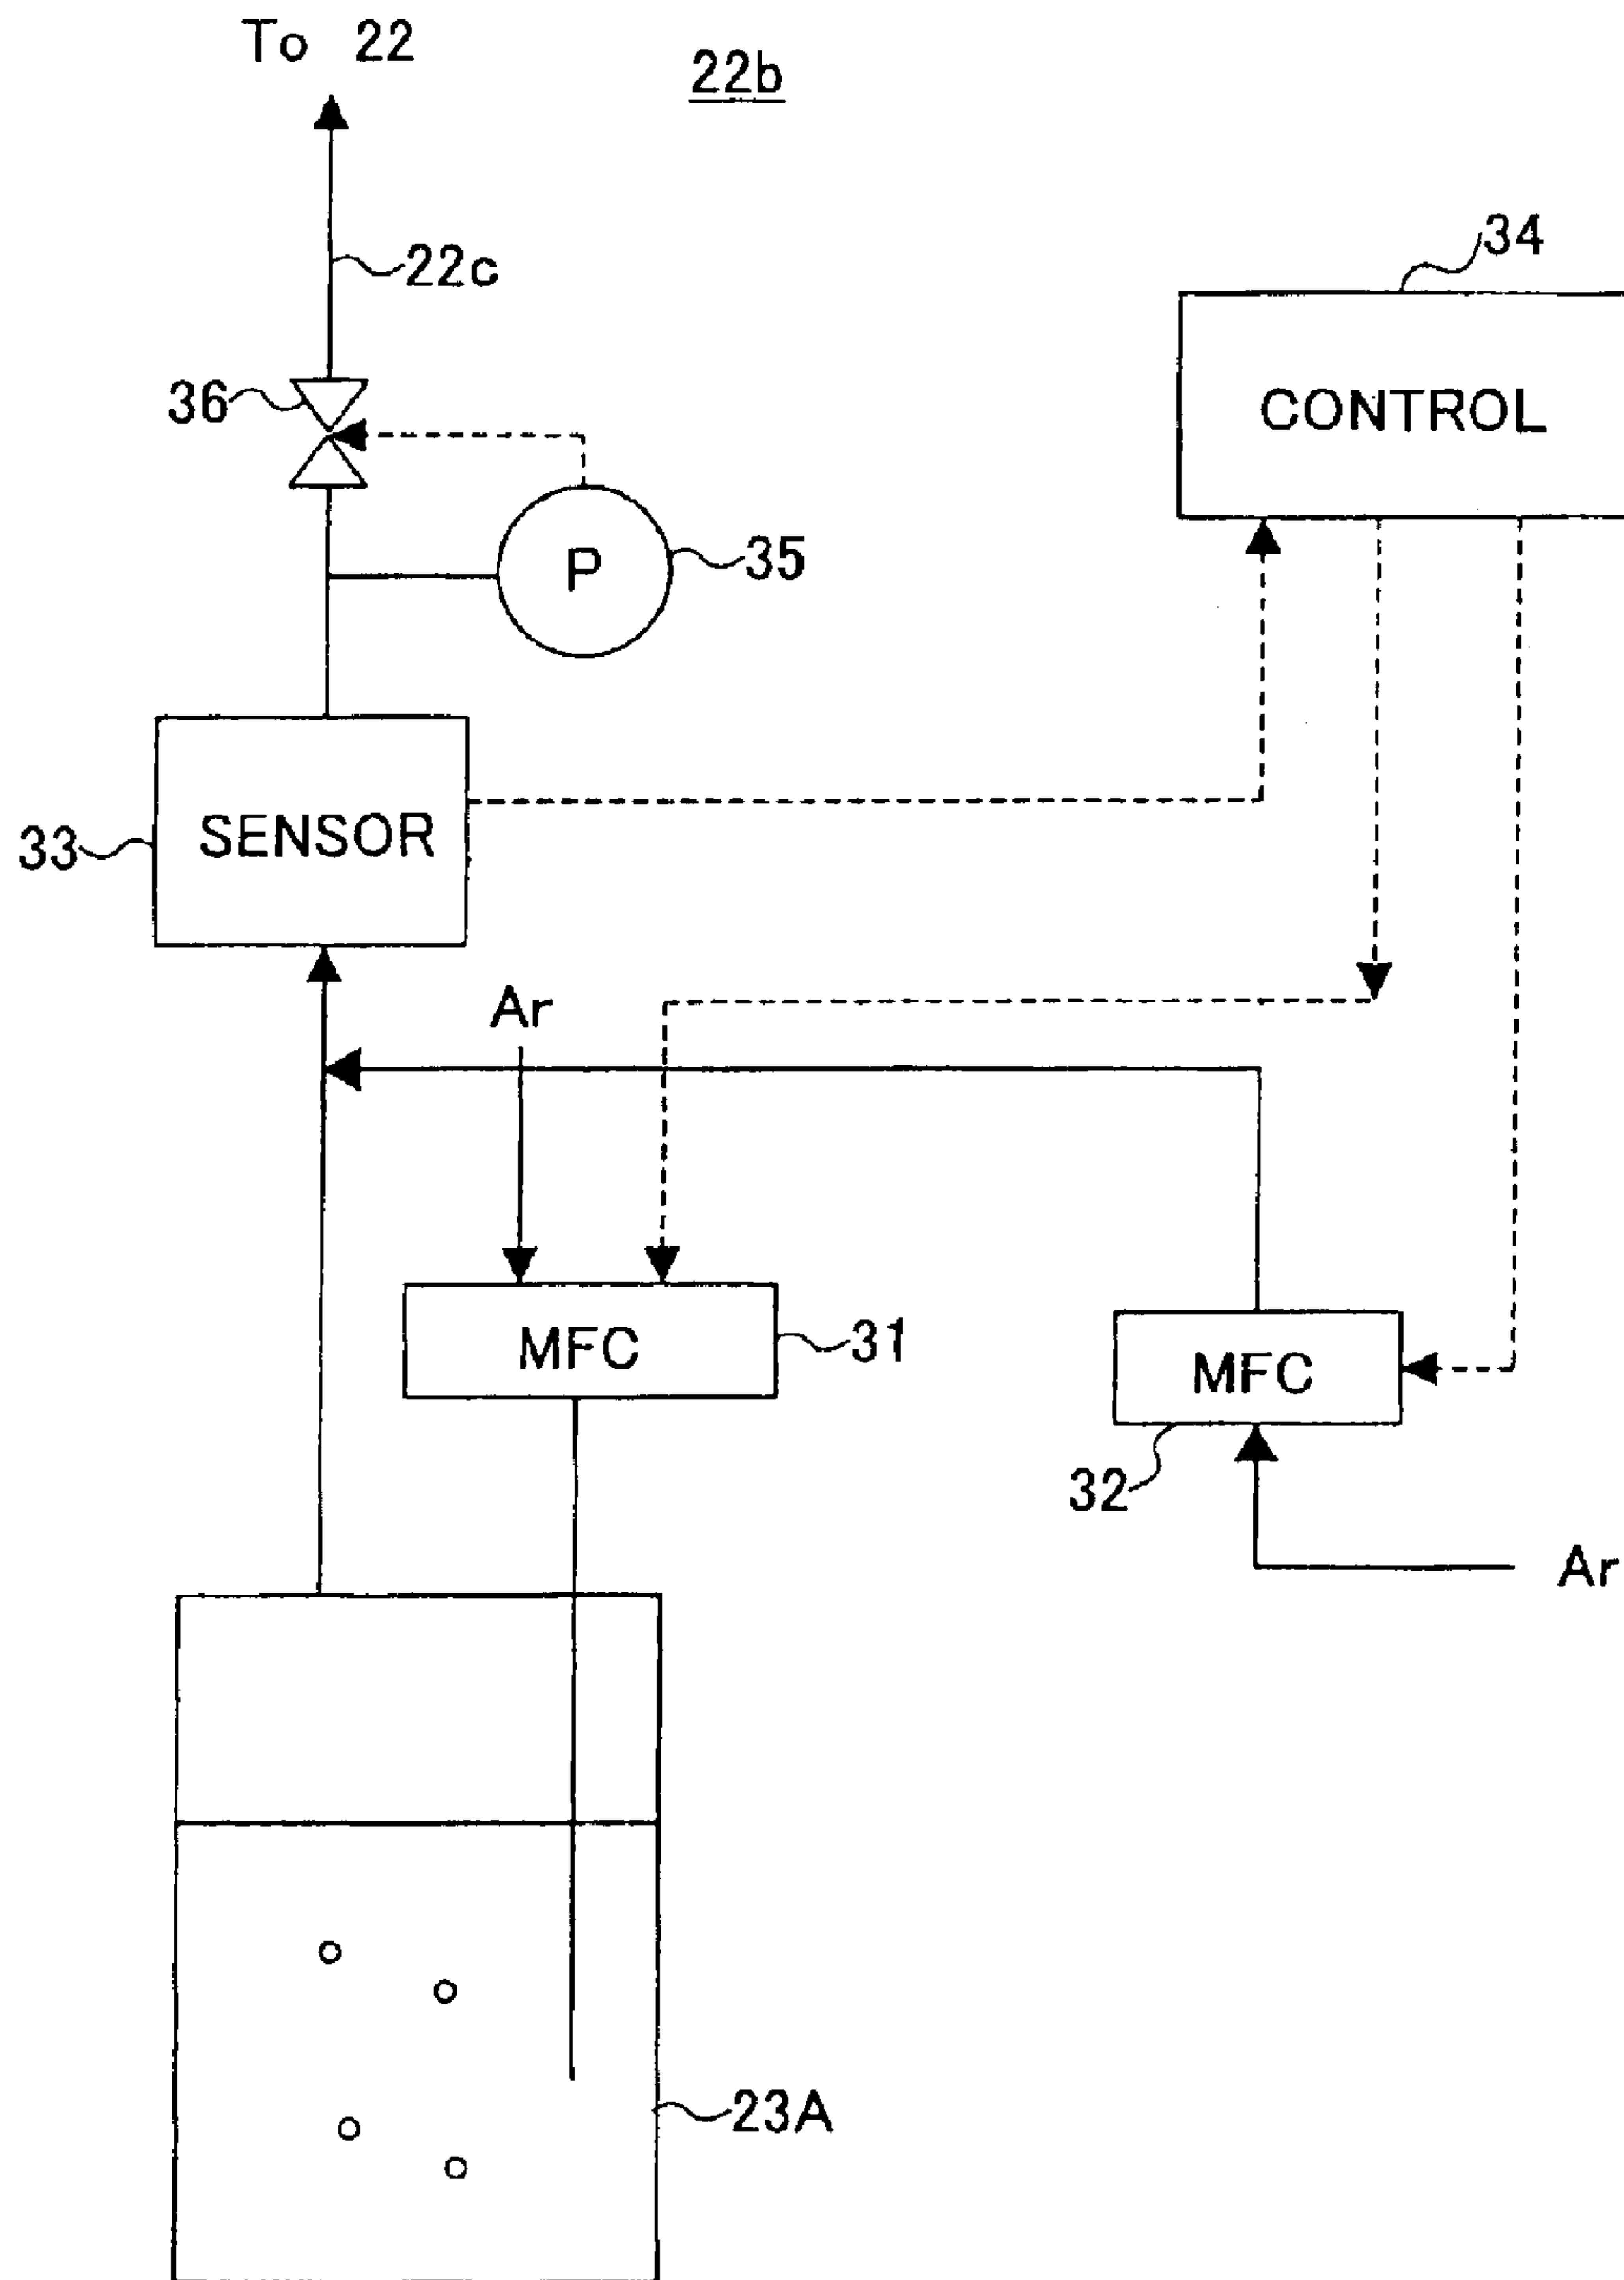 To 22
22b
34
22c
36
CONTROL
P
35
33
SENSOR
Ar
MFC
31
MFC
32
Ar
23A